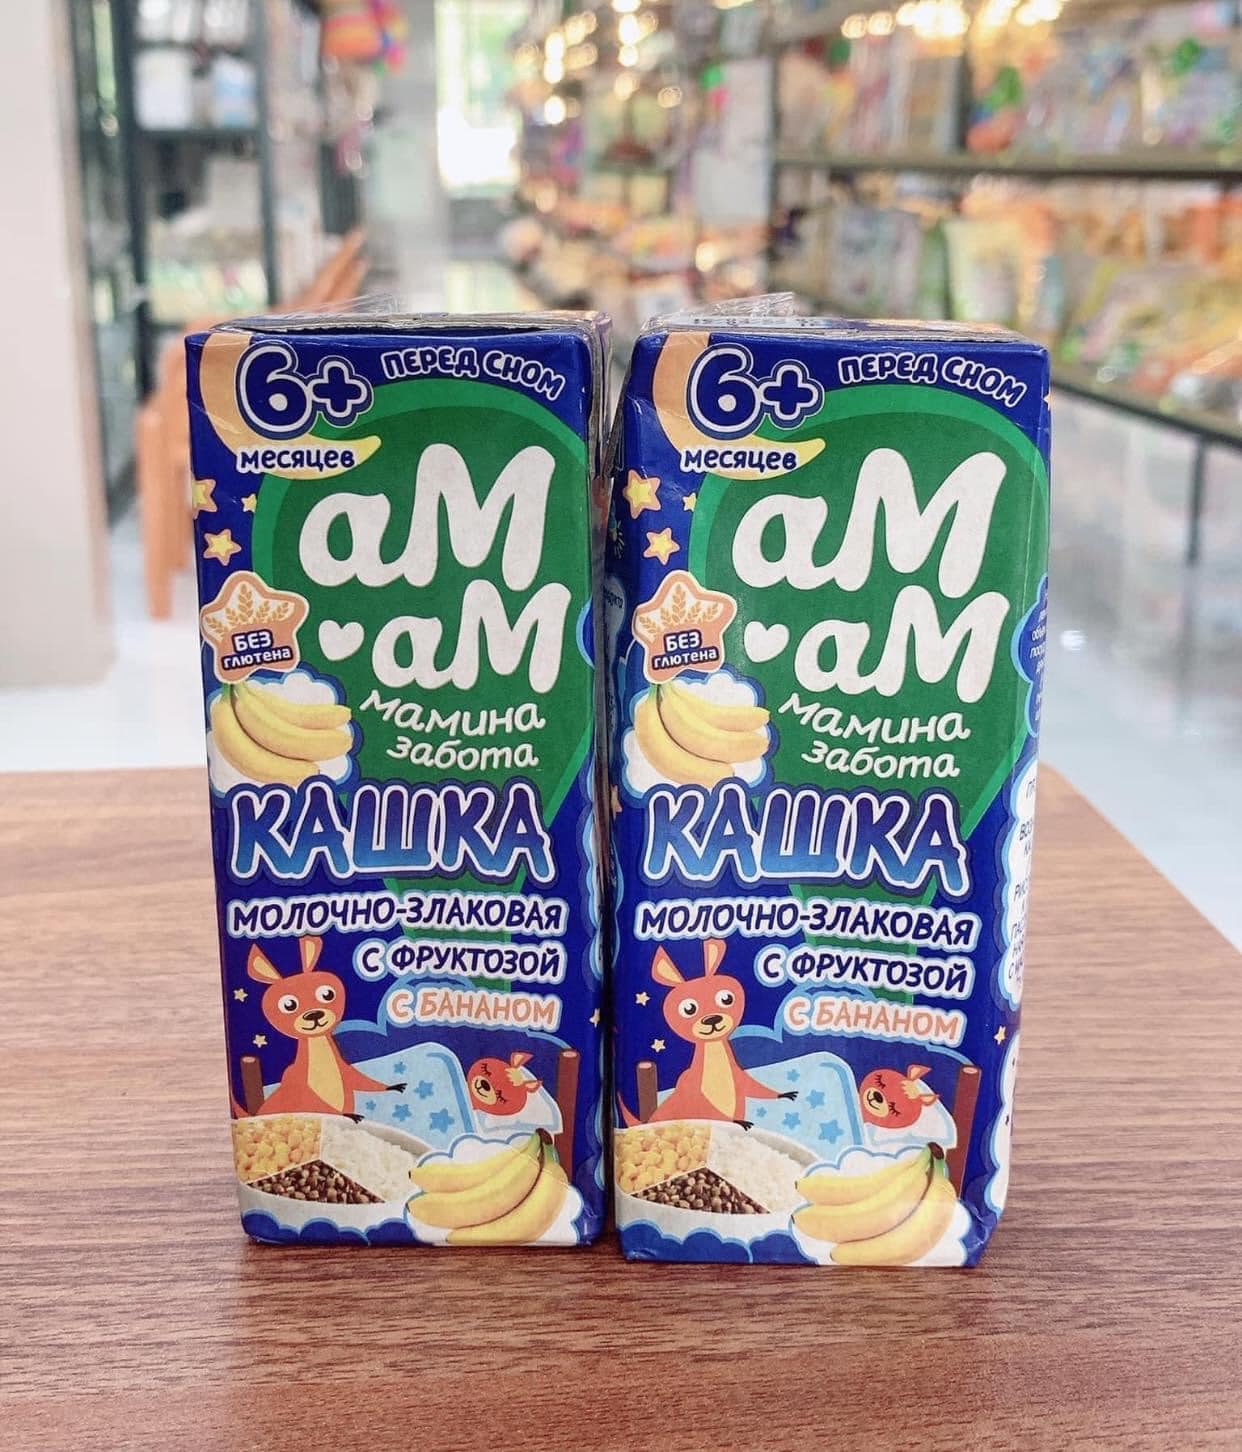 6+
месяцев
ПЕРЕД СНОМ
аМ
аМ
мамина
забота
БЕЗ
глютена
КАШКА
МОЛОЧНО-ЗЛАКОВАЯ
С ФРУКТОЗОЙ
С БАНАНОМ
6+
месяцев
ПЕРЕД СНОМ
аМ
аМ
мамина
забота
БЕЗ
глютена
КАШКА
МОЛОЧНО-ЗЛАКОВАЯ
С ФРУКТОЗОЙ
С БАНАНОМ